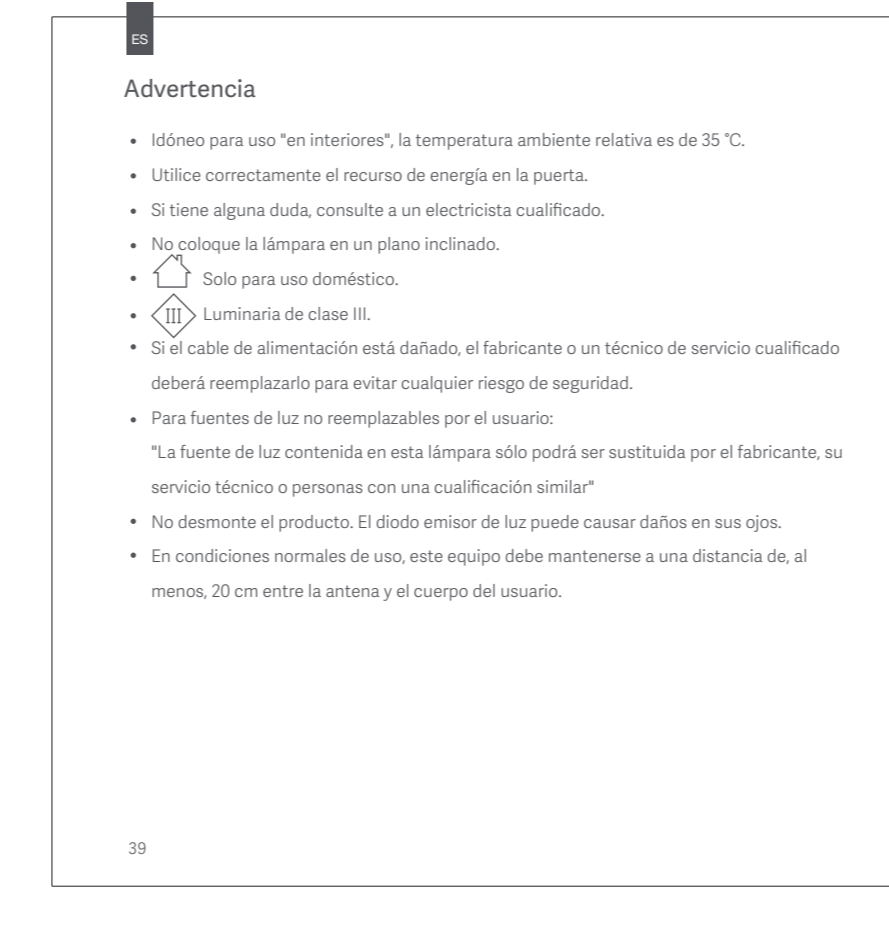 ES
Advertencia
• Idóneo para uso "en interiores", la temperatura ambiente relativa es de 35 °C.
• Utilice correctamente el recurso de energía en la puerta.
• Si tiene alguna duda, consulte a un electricista cualificado.
• No coloque la lámpara en un plano inclinado.
• Solo para uso doméstico.
• III Luminaria de clase III.
• Si el cable de alimentación está dañado, el fabricante o un técnico de servicio cualificado
deberá reemplazarlo para evitar cualquier riesgo de seguridad.
• Para fuentes de luz no reemplazables por el usuario:
"La fuente de luz contenida en esta lámpara sólo podrá ser sustituida por el fabricante, su
servicio técnico o personas con una cualificación similar"
• No desmonte el producto. El diodo emisor de luz puede causar daños en sus ojos.
• En condiciones normales de uso, este equipo debe mantenerse a una distancia de, al
menos, 20 cm entre la antena y el cuerpo del usuario.
39